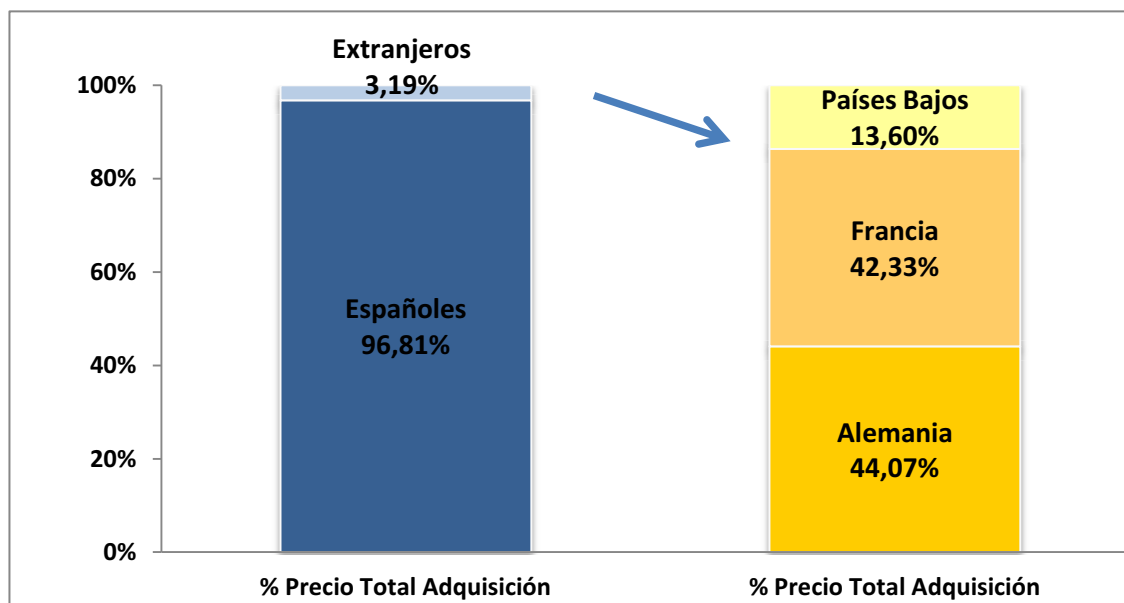 Extranjeros
3,19%
100%
80%
60%
40%
20%
0%
Españoles
96,81%
Países Bajos
13,60%
Francia
42,33%
Alemania
44,07%
% Precio Total Adquisición
% Precio Total Adquisición